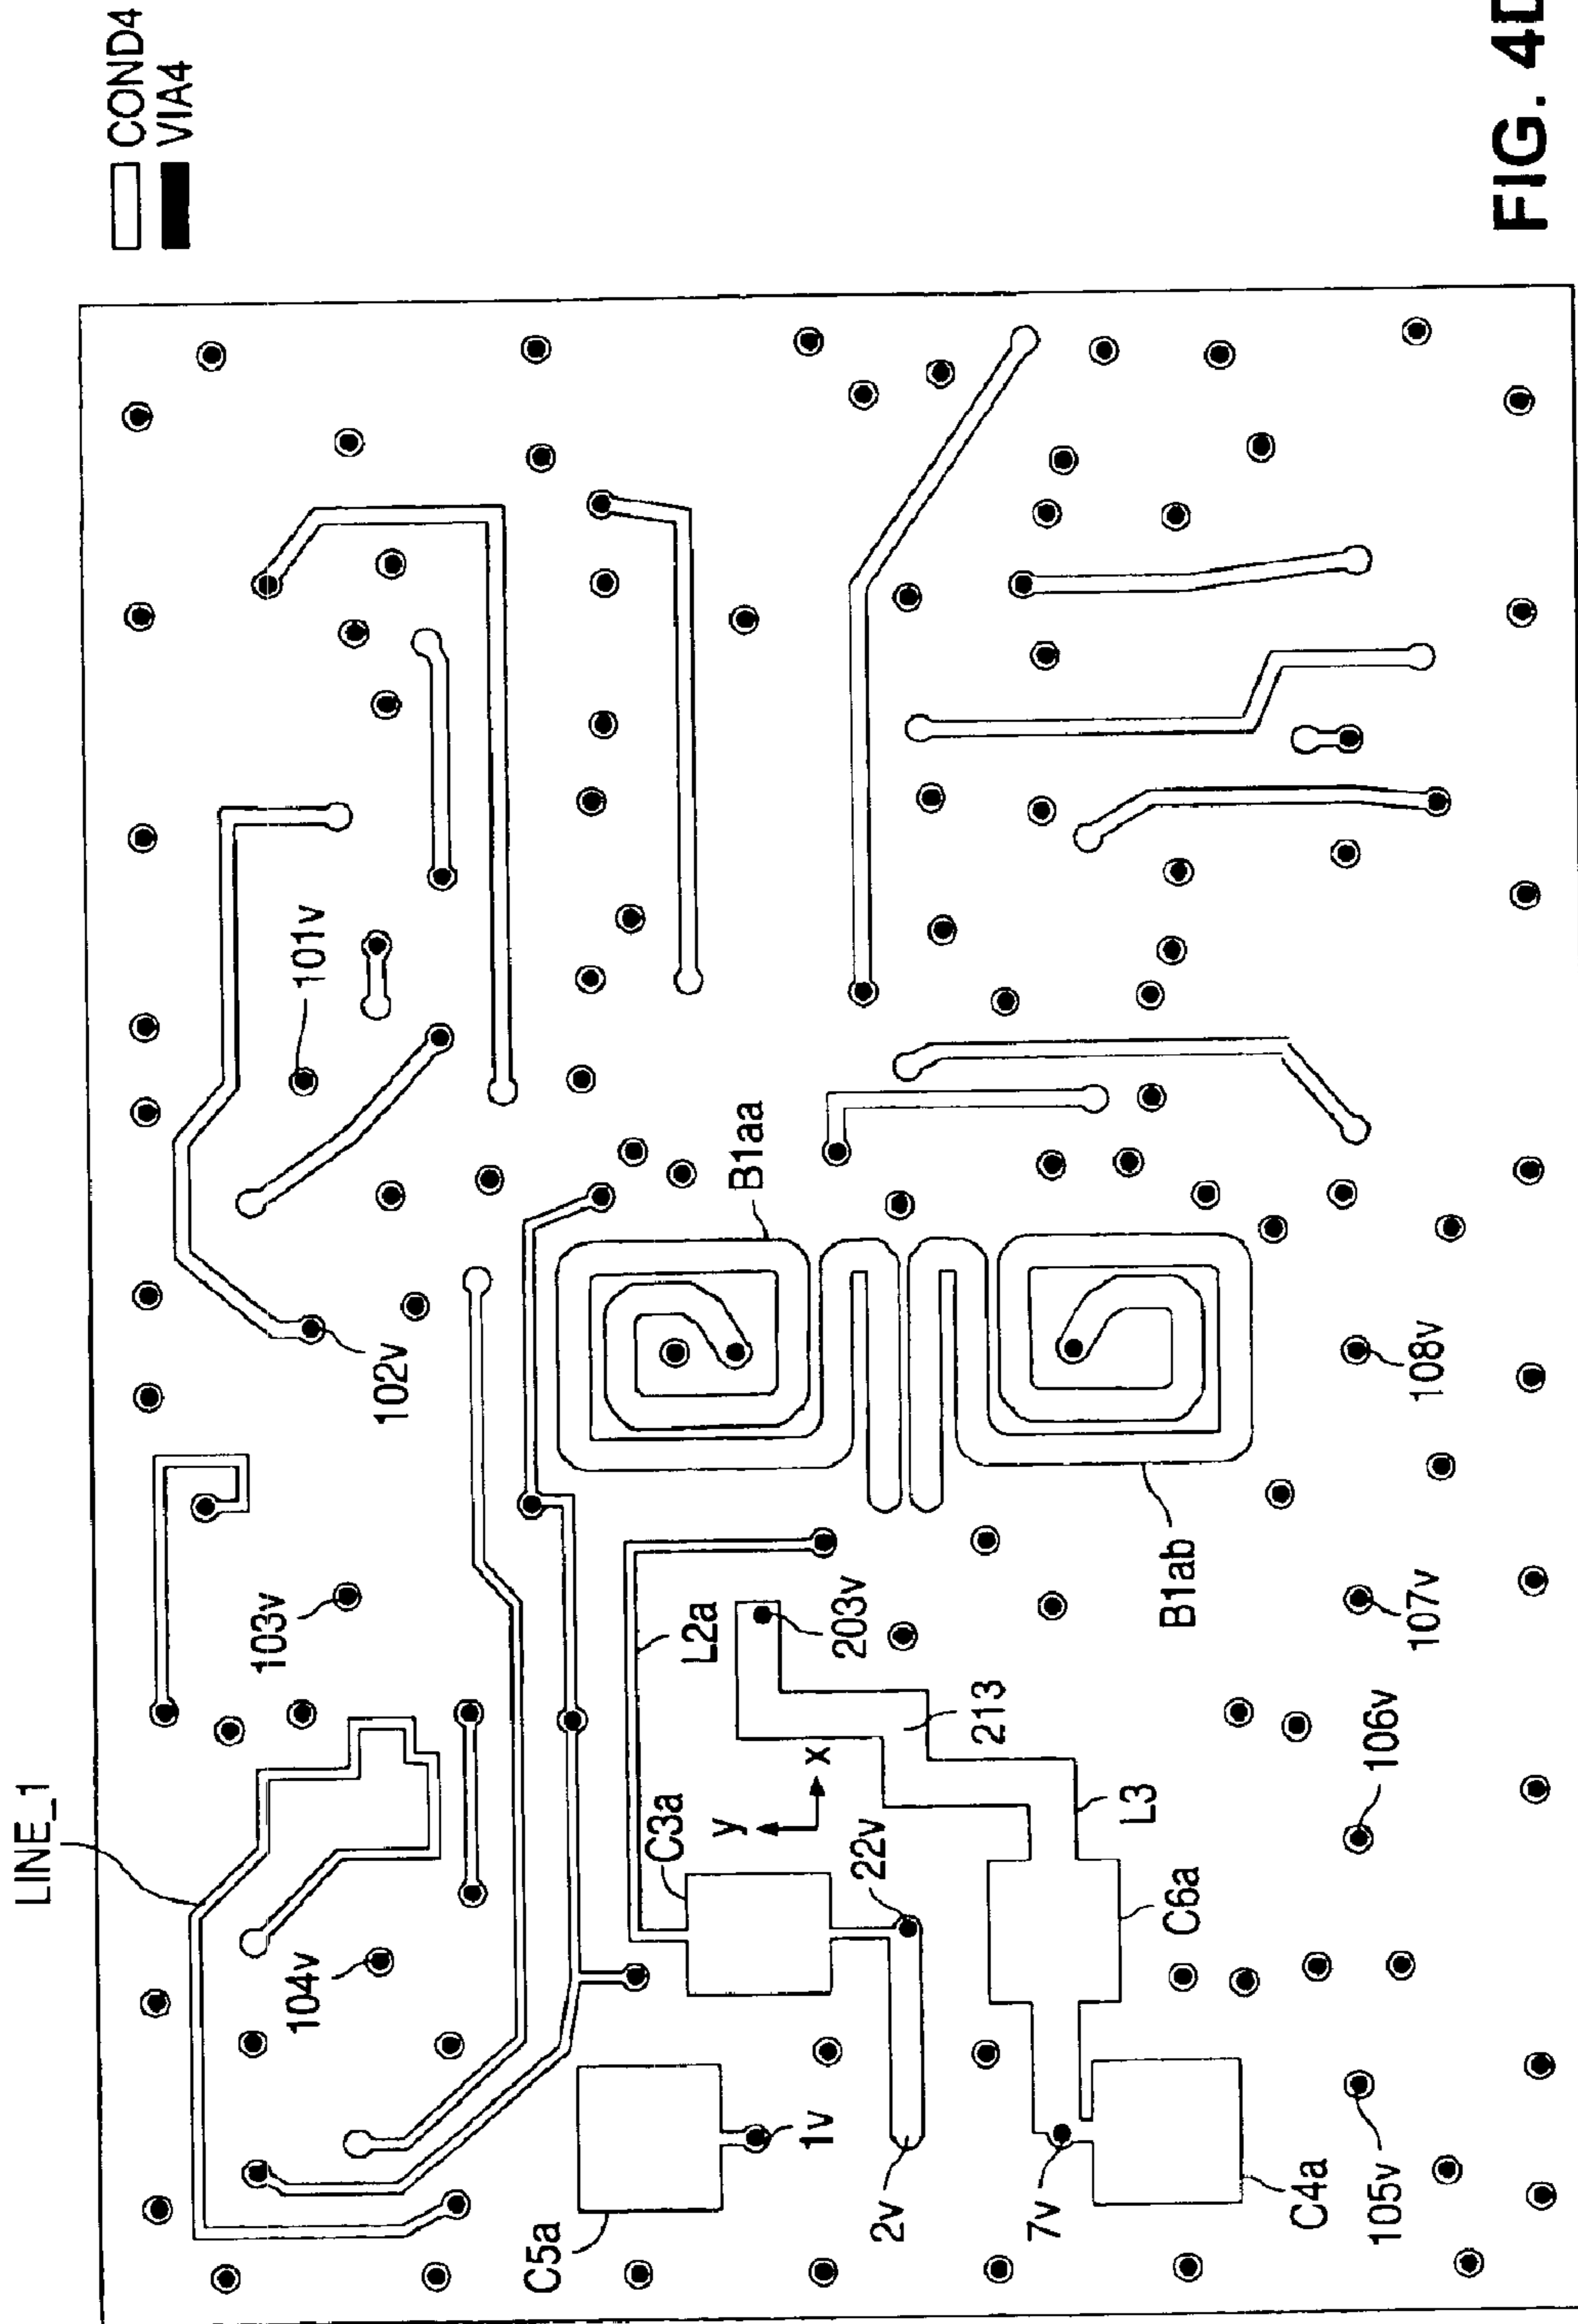 COND4
VIA4
FIG. 4D
LINE_1
101v
102v
103v
104v
B1aa
B1ab
L2a
203v
213
L3
x
y
C3a
22v
C6a
C5a
1v
2v
7v
C4a
105v
106v
107v
108v